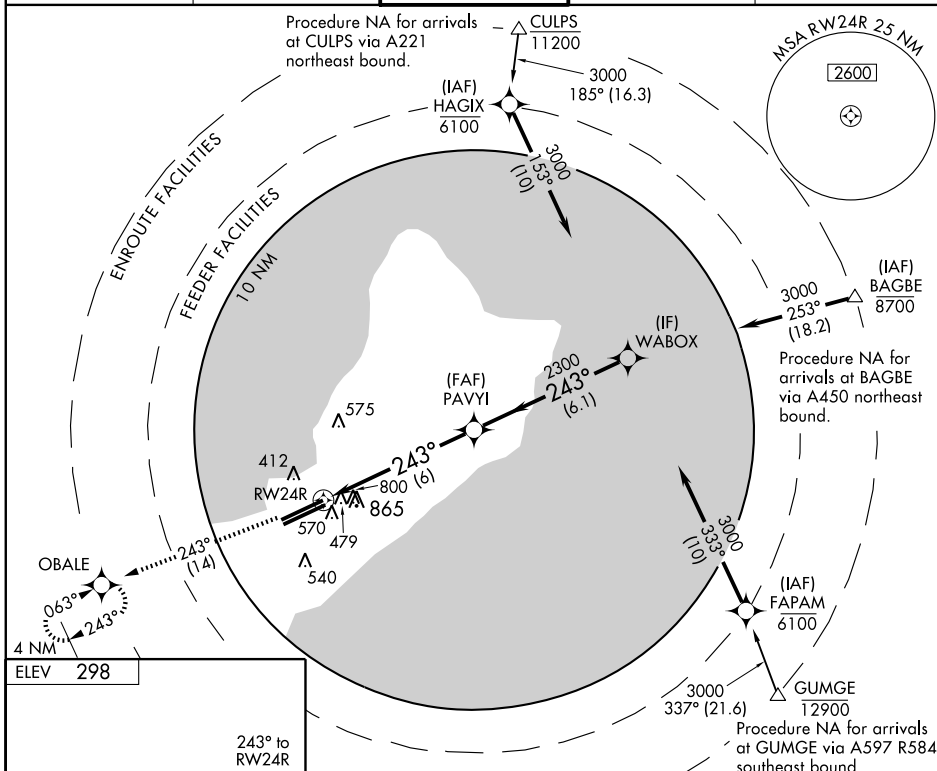 Procedure NA for arrivals
at CULPS via A221
northeast bound.
CULPS
11200
3000
185° (16.3)
MSA RW24R 25 NM
2600
(IAF)
HAGIX
6100
3000
153°
(10)
ENROUTE FACILITIES
FEEDER FACILITIES
10 NM
(IAF)
BAGBE
8700
3000
253°
(18.2)
Procedure NA for
arrivals at BAGBE
via A450 northeast
bound.
(IF)
WABOX
2300
243°
(6.1)
(FAF)
PAVYI
575
243°
(6)
412
RW24R
800
865
570
479
540
243°
(14)
OBALE
063°
243°
4 NM
3000
333°
(10)
(IAF)
FAPAM
6100
3000
337° (21.6)
GUMGE
12900
Procedure NA for arrivals
at GUMGE via A597 R584
southeast bound
ELEV 298
243° to
RW24R